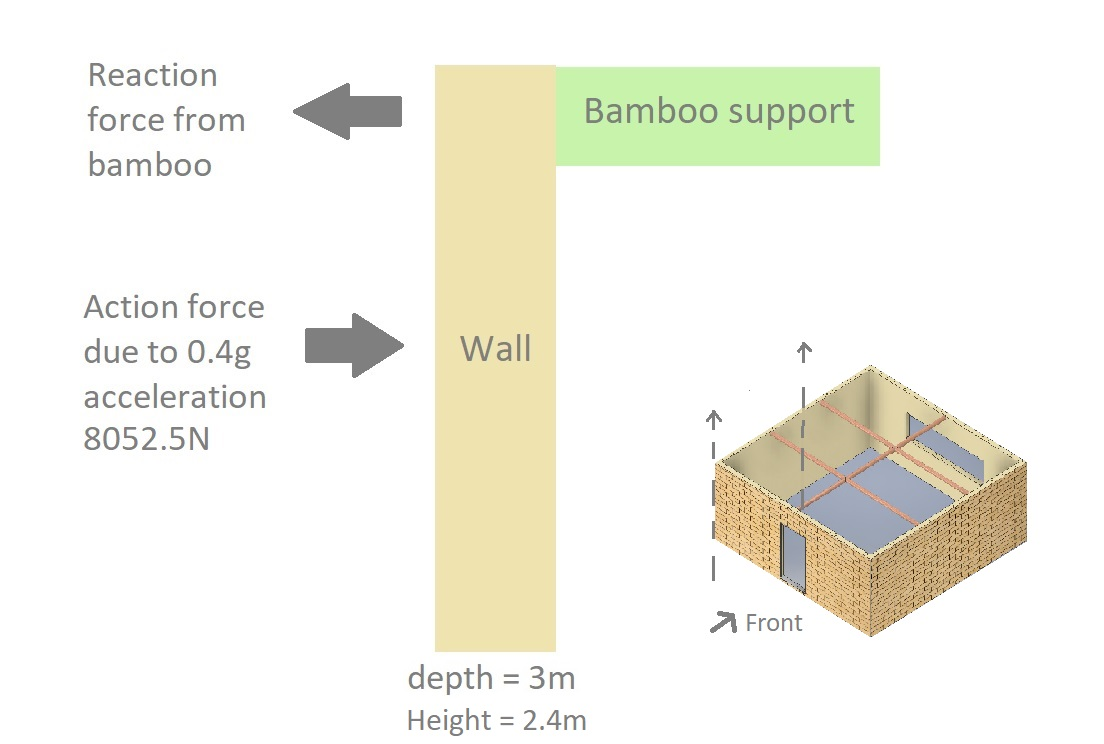 Reaction
force from
bamboo
Bamboo support
Action force
due to 0.4g
acceleration
8052.5N
Wall
depth = 3m
Height = 2.4m
Front